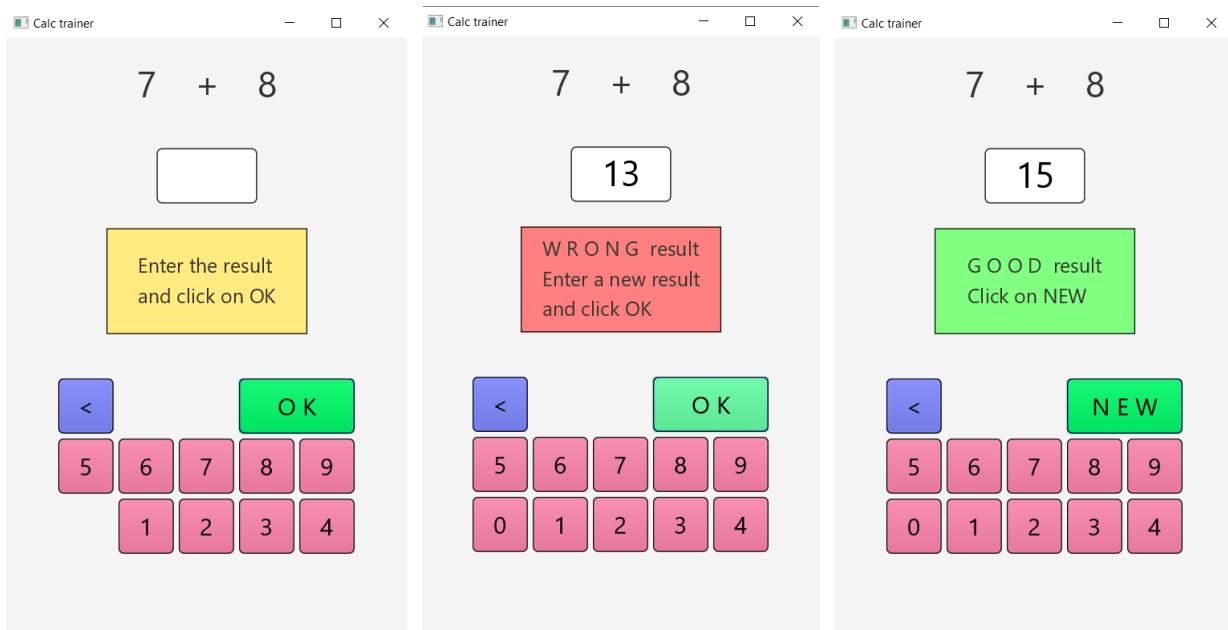 Calc trainer
7 + 8
Enter the result
and click on OK
< O K
5 6 7 8 9
1 2 3 4
Calc trainer
7 + 8
13
W R O N G result
Enter a new result
and click OK
< O K
5 6 7 8 9
0 1 2 3 4
Calc trainer
7 + 8
15
G O O D result
Click on NEW
< N E W
5 6 7 8 9
0 1 2 3 4